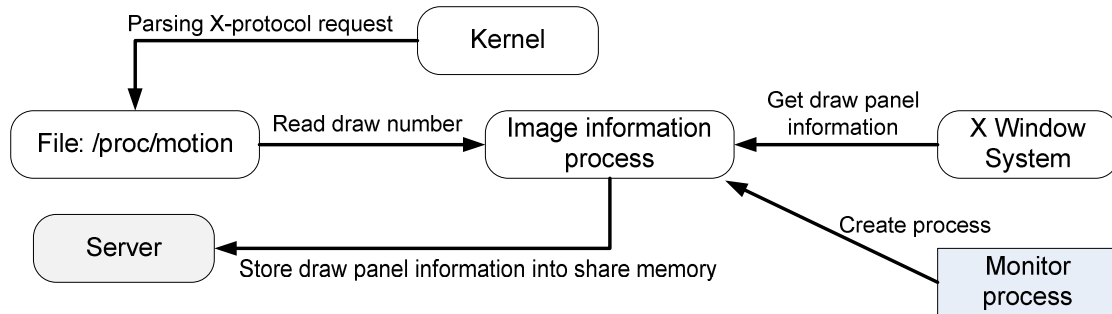 Parsing X-protocol request
Kernel
File: /proc/motion
Read draw number
Image information
process
Get draw panel
information
X Window
System
Server
Store draw panel information into share memory
Create process
Monitor
process